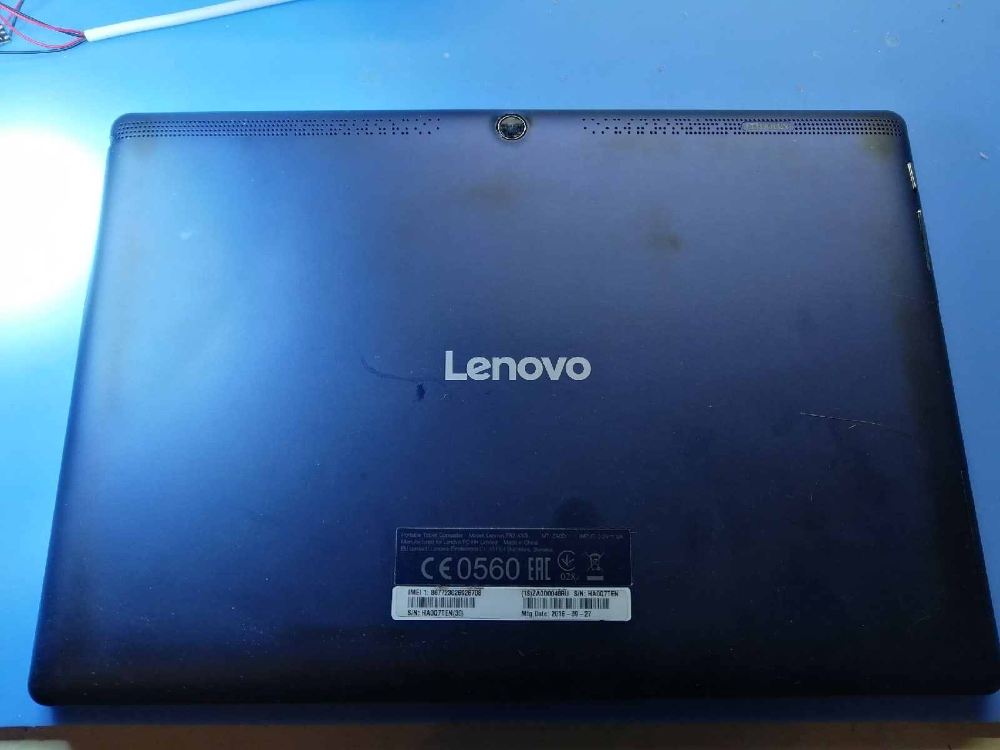 DOLBY
Lenovo
Portable Tablet Computer Model: Lenovo TB2-X30L MT: ZA0D INPUT: 5.2V 2A
Manufactured for Lenovo PC HK Limited Made in China
EU contact: Lenovo, Einsteinova 21, 851 01 Bratislava, Slovakia
CE0560 EAC
028
IMEI 1: 867723026926708 (1S)ZA0D0048RU S/N: HA0Q7TEN
S/N: HA0Q7TEN(30) Mfg Date: 2016-09-27